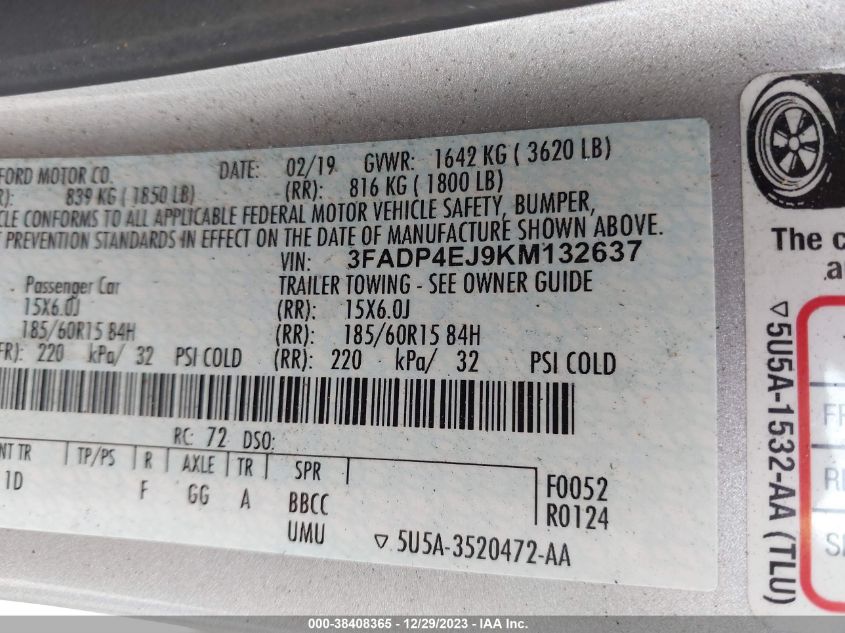 FORD MOTOR CO. DATE: 02/19 GVWR: 1642 KG ( 3620 LB)
R): 839 KG ( 1850 LB) (RR): 816 KG ( 1800 LB)
CLE CONFORMS TO ALL APPLICABLE FEDERAL MOTOR VEHICLE SAFETY, BUMPER,
T PREVENTION STANDARDS IN EFFECT ON THE DATE OF MANUFACTURE SHOWN ABOVE.
VIN: 3FADP4EJ9KM132637
Passenger Car TRAILER TOWING - SEE OWNER GUIDE
15X6.0J (RR): 15X6.0J
185/60R15 84H (RR): 185/60R15 84H
FR): 220 kPa/ 32 PSI COLD (RR): 220 kPa/ 32 PSI COLD
RC: 72 DSO:
NT TR TP/PS R AXLE TR SPR
1D F GG A BBCC
UMU
F0052
R0124
▽ 5U5A-3520472-AA
The c
a
▽5U5A-1532-AA (TLU)
FR
RE
SP
000-38408365 - 12/29/2023 - IAA Inc.